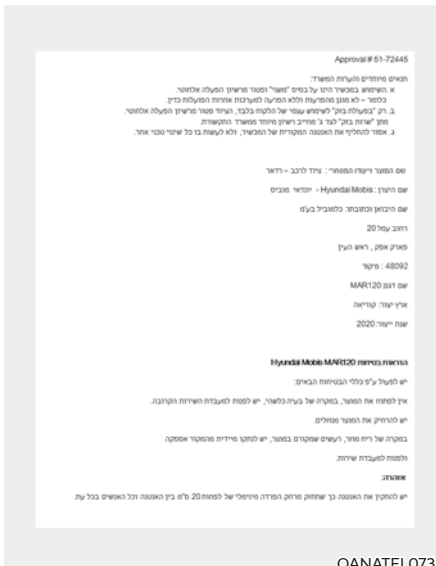 Approval # 51-72445
תנאים מיוחדים והערות המשרד:
א. השימוש במכשיר הינו על בסיס "משני" ופטור מרשיון הפעלה אלחוטי.
כלומר – לא מוגן מהפרעות וללא הפרעה למערכות אחרות הפועלות כדין.
ב. רק "בפעולת בזק" לשימוש עצמי של הלקוח בלבד, הציוד פטור מרשיון הפעלה אלחוטי.
מתן "שרות בזק" לצד ג' מחייב רשיון מיוחד ממשרד התקשורת.
ג. אסור להחליף את האנטנה המקורית של המכשיר, ולא לעשות בו כל שינוי טכני אחר.
שם המוצר וייעודו המסחרי : ציוד לרכב – רדאר
שם היצרן : Hyundai Mobis - יונדאי מוביס
שם היבואן וכתובתו: כלמוביל בע"מ
רחוב עמל 20
פארק אפק , ראש העין
מיקוד : 48092
שם דגם: MAR120
ארץ יצור: קוריאה
שנת ייצור: 2020
הוראות בטיחות Hyundai Mobis MAR120
יש לפעול ע"פ כללי הבטיחות הבאים:
אין לפתוח את המוצר, במקרה של בעיה כלשהי, יש לפנות למעבדת השירות הקרובה.
יש להרחיק את המוצר מנוזלים.
במקרה של ריח מוזר, רעשים שמקורם במוצר, יש לנתקו מיידית מהמקור אספקה
ולפנות למעבדת שירות.
אזהרה:
יש להתקין את האנטנה כך שתחזק מרחק הפרדה מינימלי של לפחות 20 ס"מ בין האנטנה וכל האנשים בכל עת.
OANATEL073